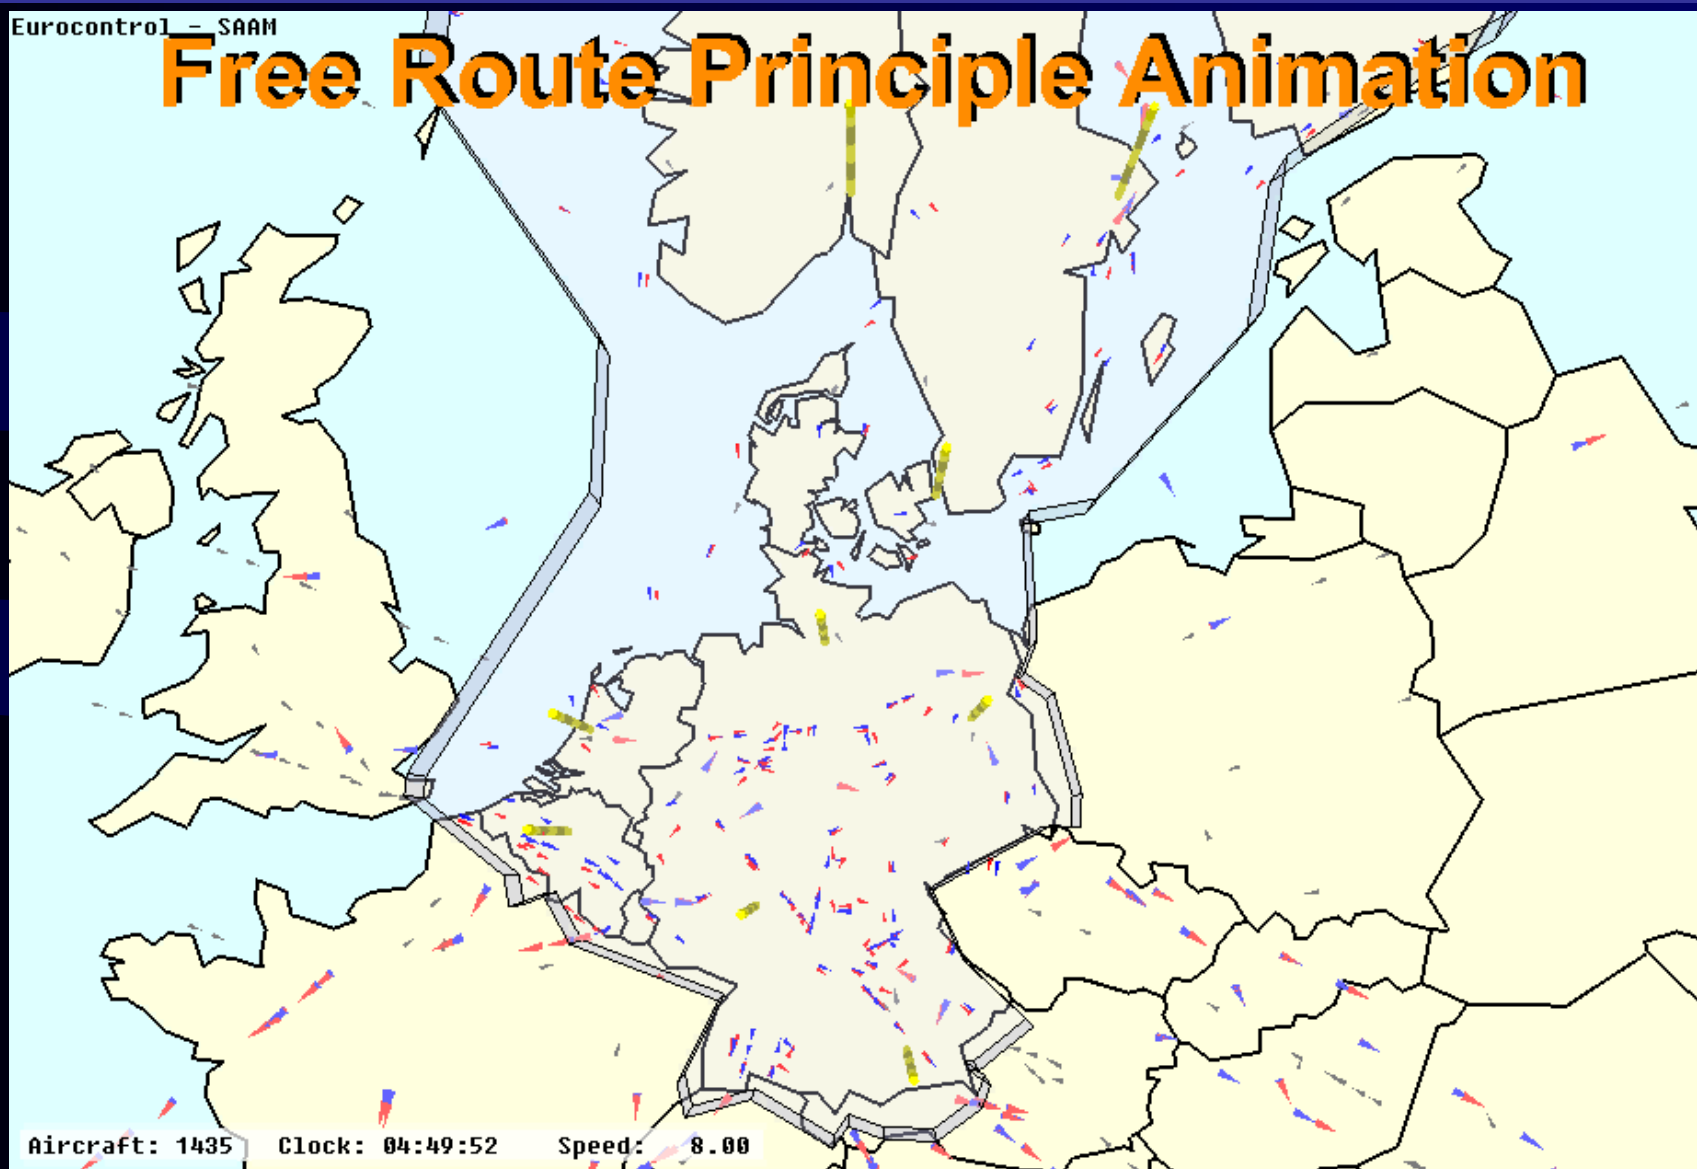 Eurocontrol - SAAM
Free Route Principle Animation
Aircraft: 1435 Clock: 04:49:52 Speed: 8.00